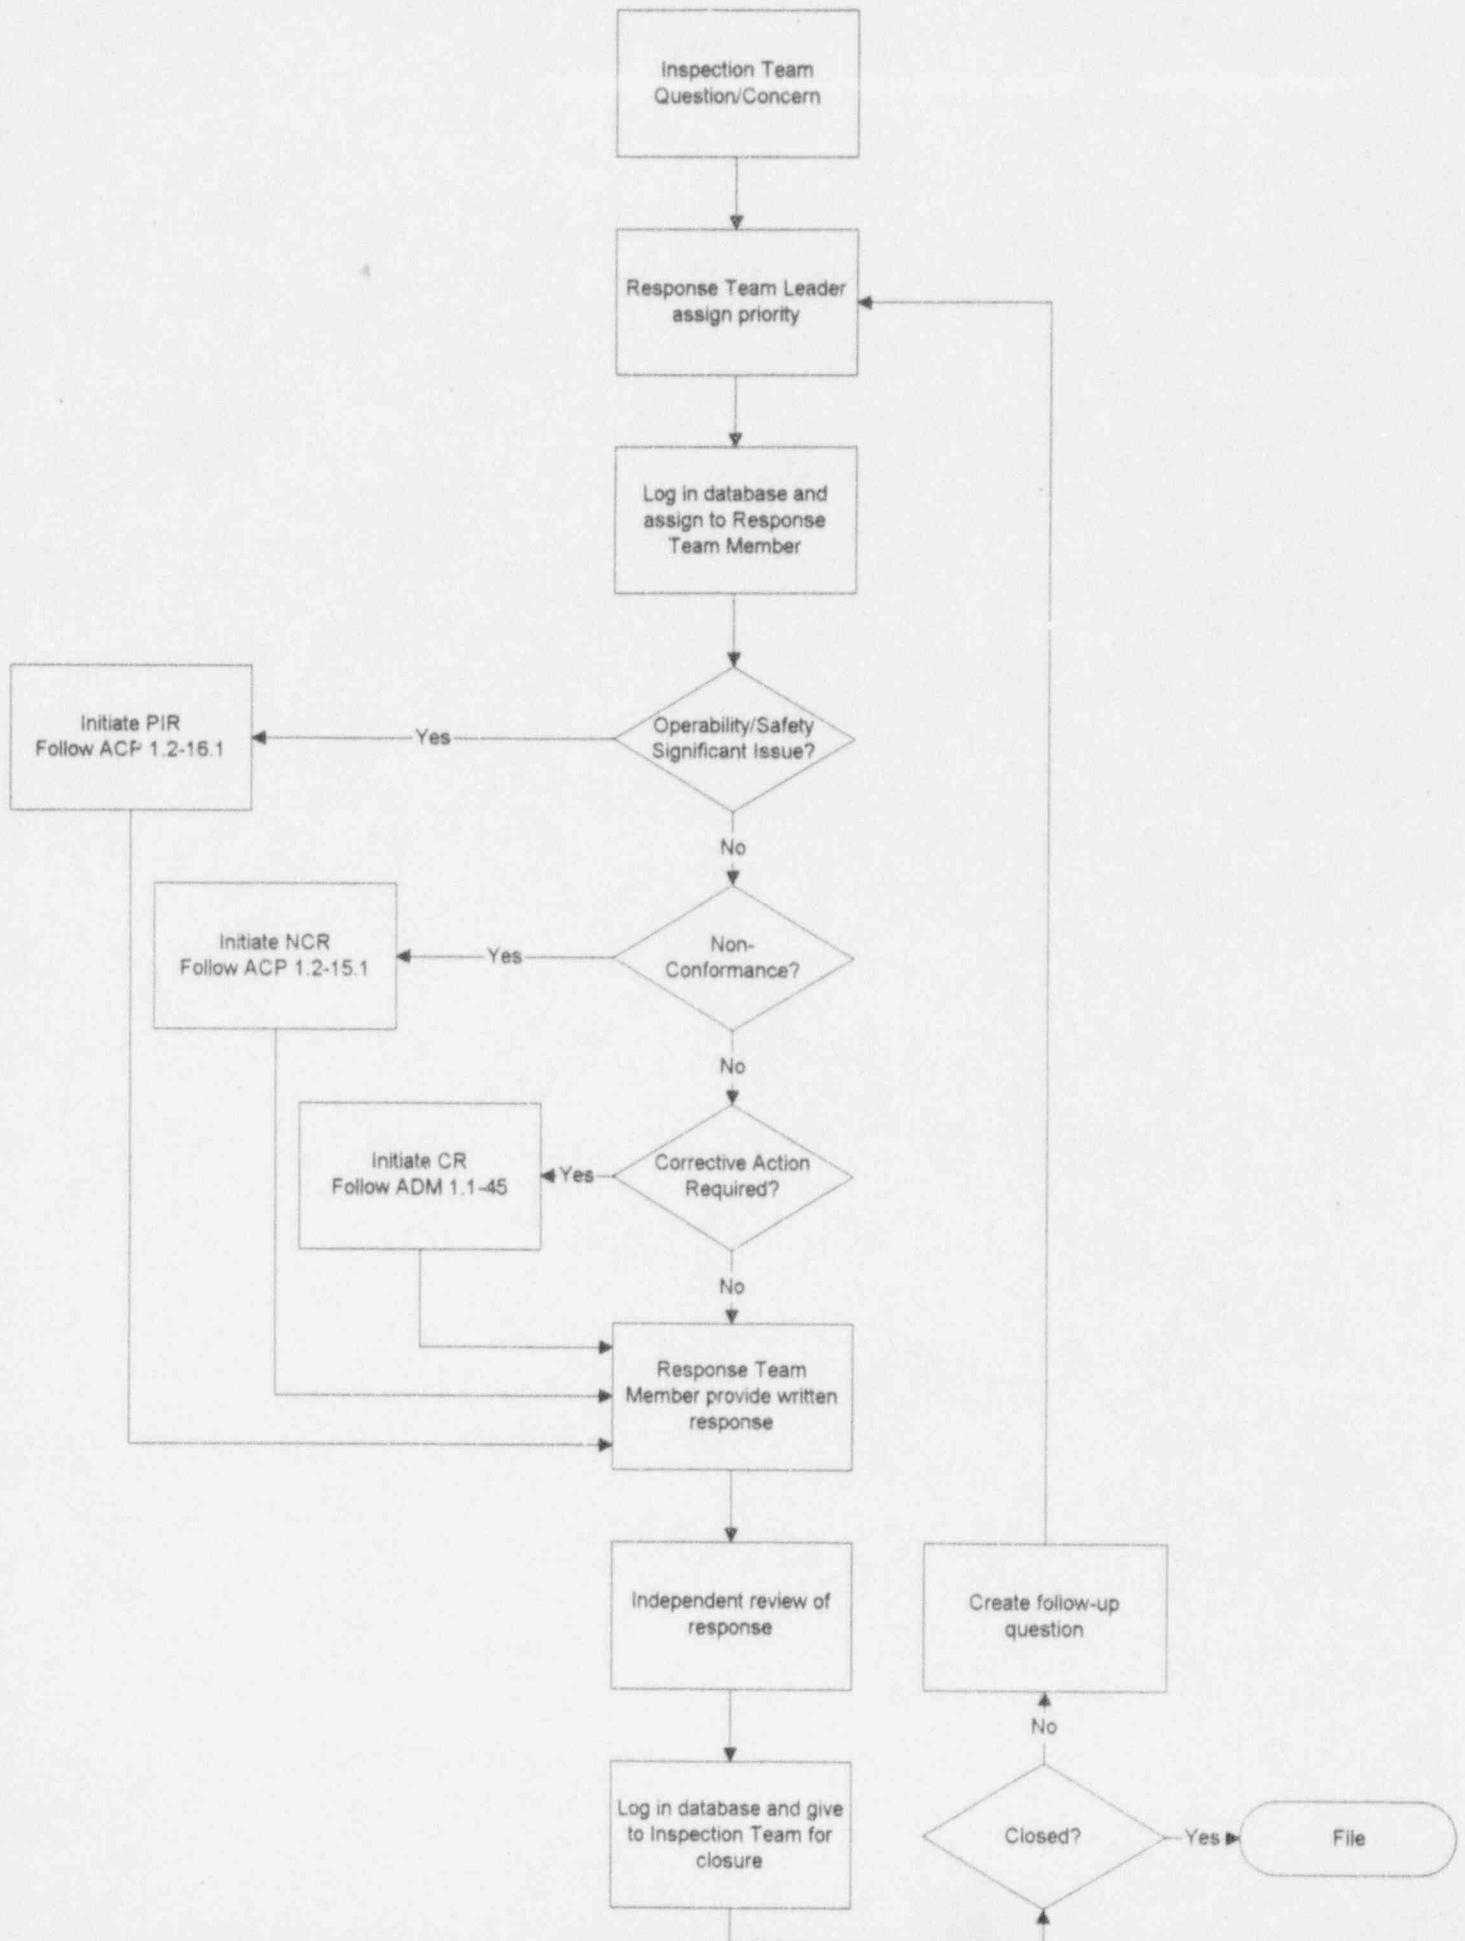 Inspection Team
Question/Concern
Response Team Leader
assign priority
Log in database and
assign to Response
Team Member
Initiate PIR
Follow ACP 1.2-16.1
Yes
Operability/Safety
Significant Issue?
No
Initiate NCR
Follow ACP 1.2-15.1
Yes
Non-
Conformance?
No
Initiate CR
Follow ADM 1.1-45
Yes
Corrective Action
Required?
No
Response Team
Member provide written
response
Independent review of
response
Create follow-up
question
No
Log in database and give
to Inspection Team for
closure
Closed?
Yes
File